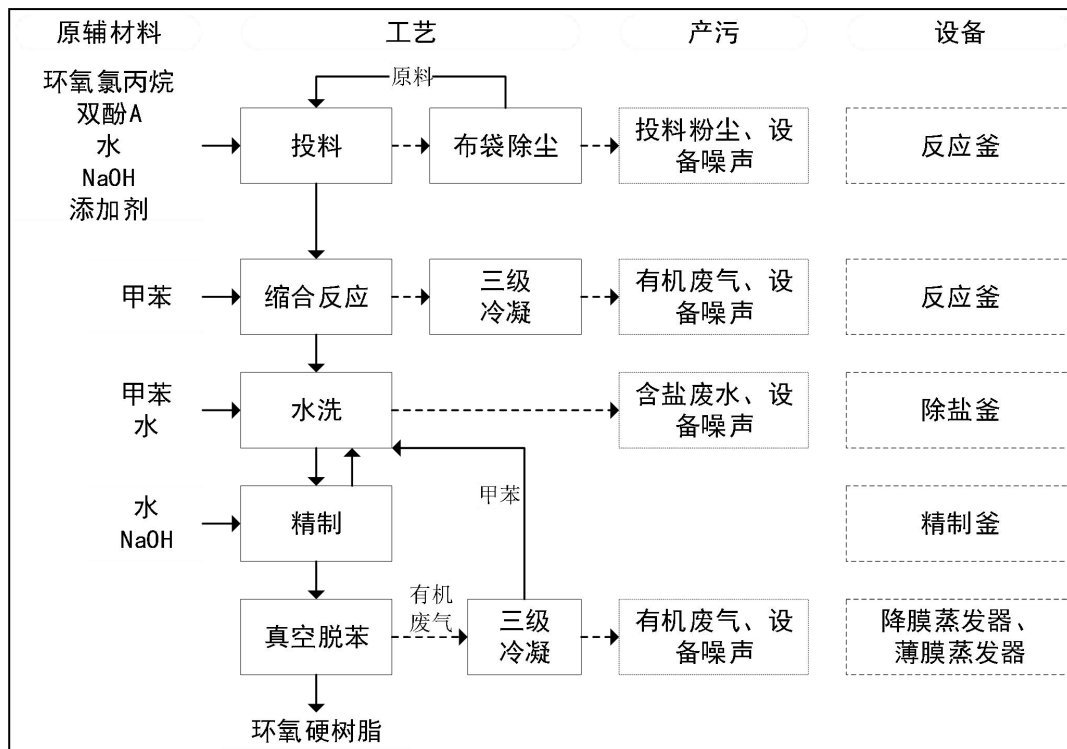 原辅材料
工艺
产污
设备
环氧氯丙烷
双酚A
水
NaOH
添加剂
原料
投料
布袋除尘
投料粉尘、设
备噪声
反应釜
甲苯
缩合反应
三级
冷凝
有机废气、设
备噪声
反应釜
甲苯
水
水洗
含盐废水、设
备噪声
除盐釜
甲苯
水
NaOH
精制
精制釜
真空脱苯
有机
废气
三级
冷凝
有机废气、设
备噪声
降膜蒸发器、
薄膜蒸发器
环氧硬树脂